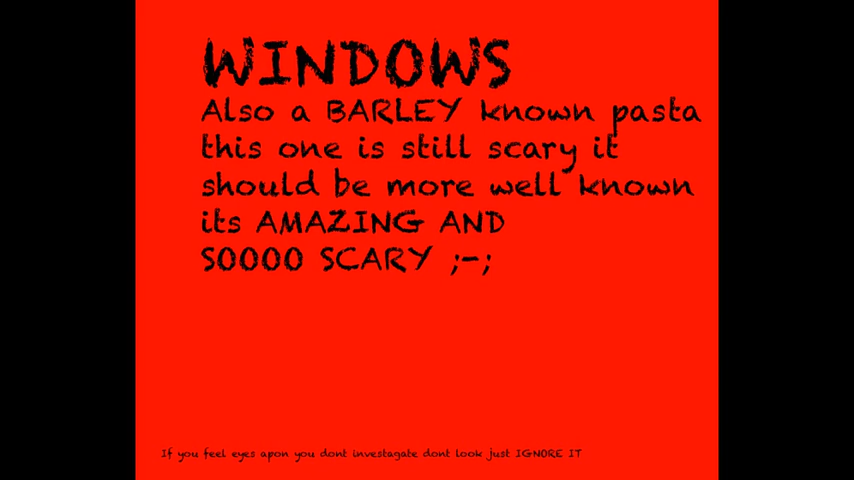 WINDOWS
Also a BARLEY known pasta
this one is still scary it
should be more well known
its AMAZING AND
SOOOO SCARY ;-;
If you feel eyes apon you dont investagate dont look just IGNORE IT